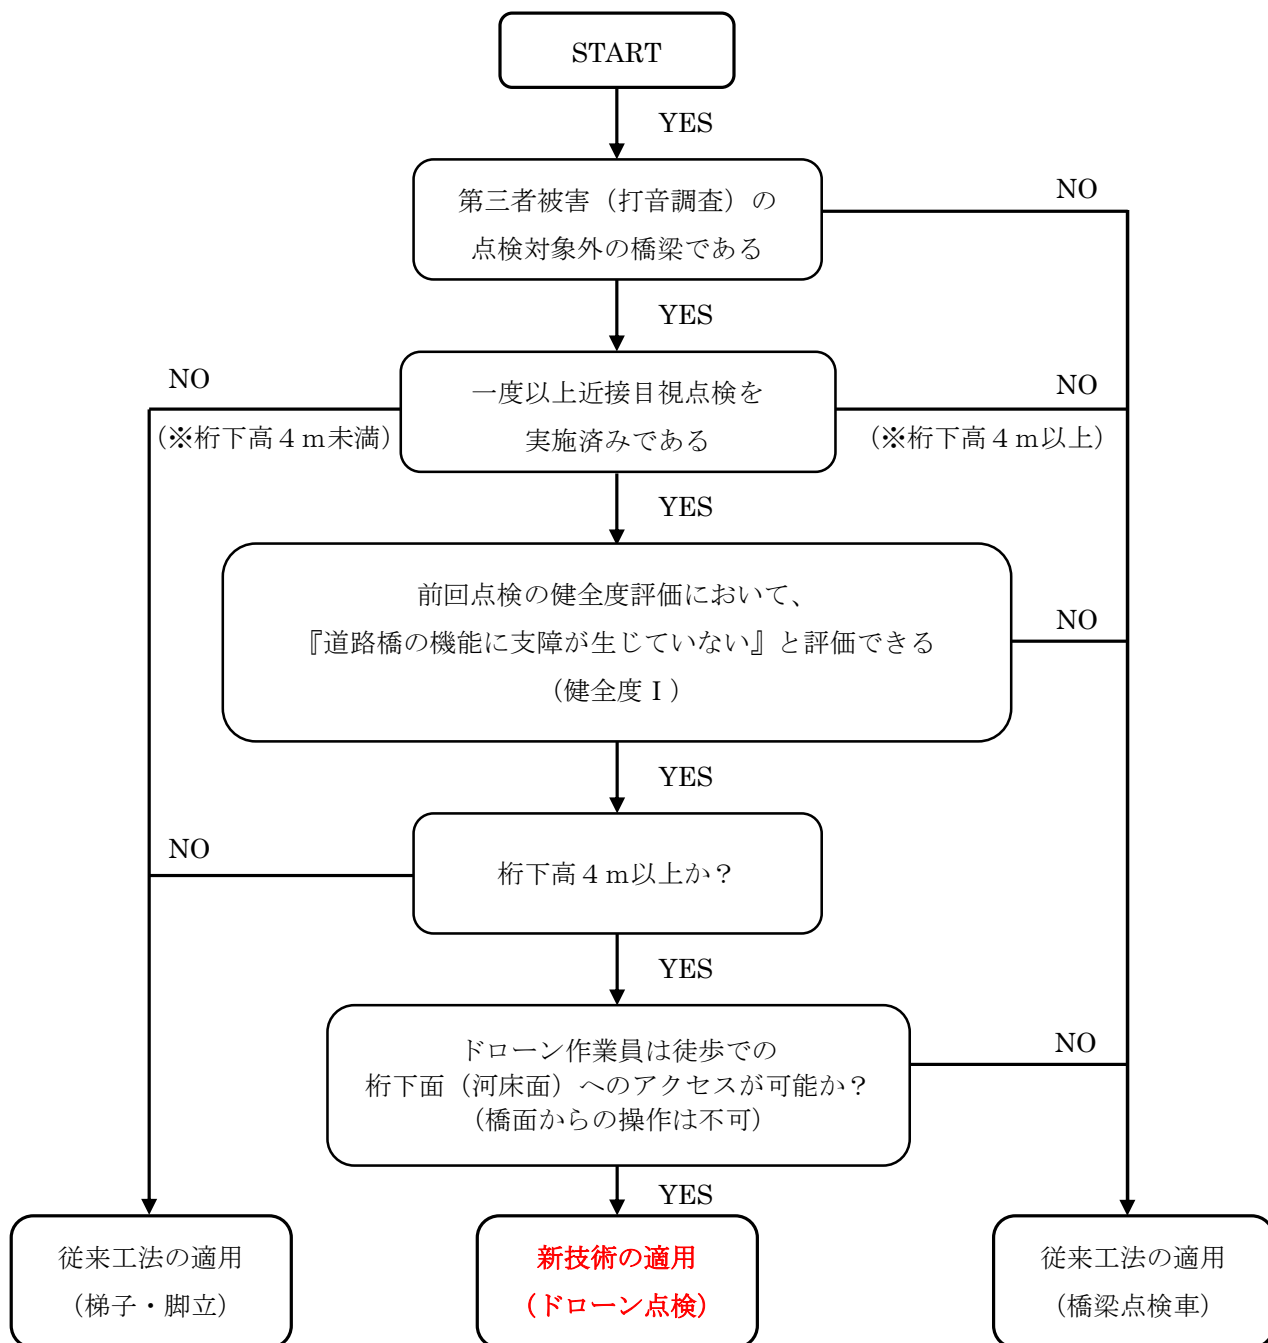 START
YES
第三者被害（打音調査）の
点検対象外の橋梁である
NO
YES
NO
（※桁下高４ｍ未満）
一度以上近接目視点検を
実施済みである
NO
（※桁下高４ｍ以上）
YES
前回点検の健全度評価において、
『道路橋の機能に支障が生じていない』と評価できる
（健全度Ⅰ）
NO
YES
NO
桁下高４ｍ以上か？
YES
ドローン作業員は徒歩での
桁下面（河床面）へのアクセスが可能か？
（橋面からの操作は不可）
NO
YES
従来工法の適用
（梯子・脚立）
新技術の適用
（ドローン点検）
従来工法の適用
（橋梁点検車）